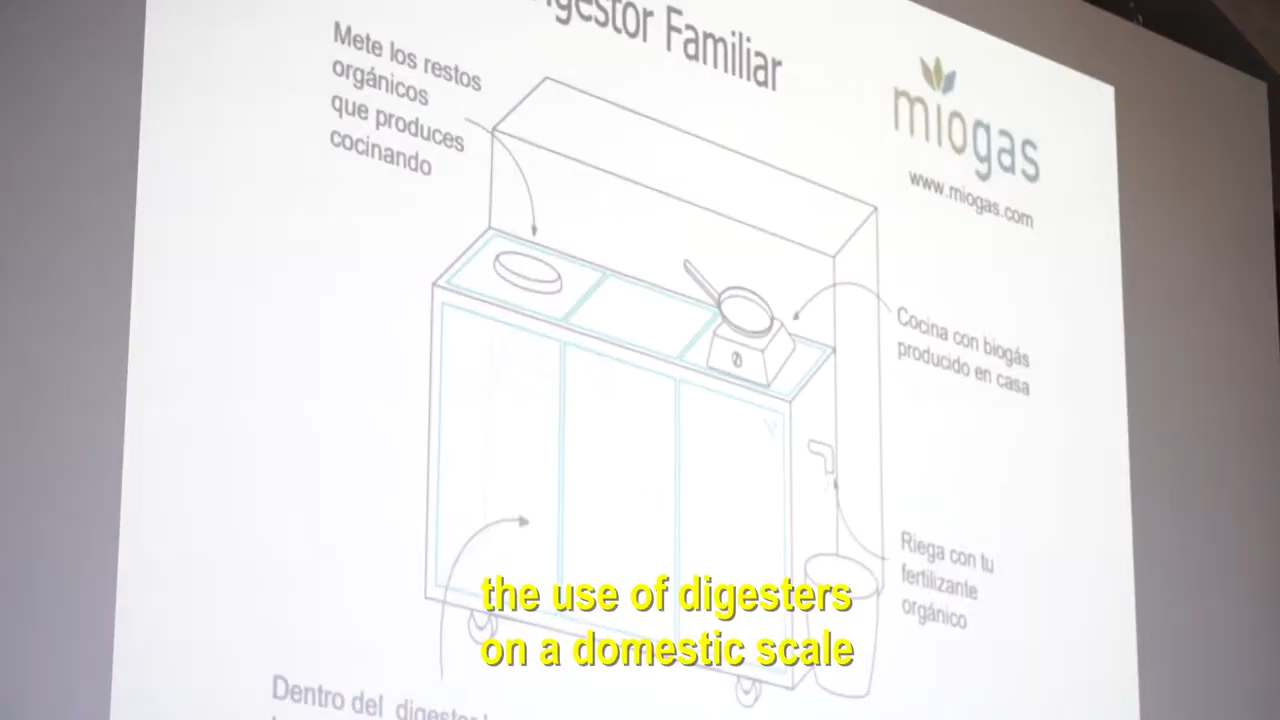 Familiar
Mete los restos
orgánicos
que produces
cocinando
miogas
www.miogas.com
Cocina con biogás
producido en casa
Riega con tu
fertilizante
orgánico
the use of digesters
on a domestic scale
Dentro del digestor